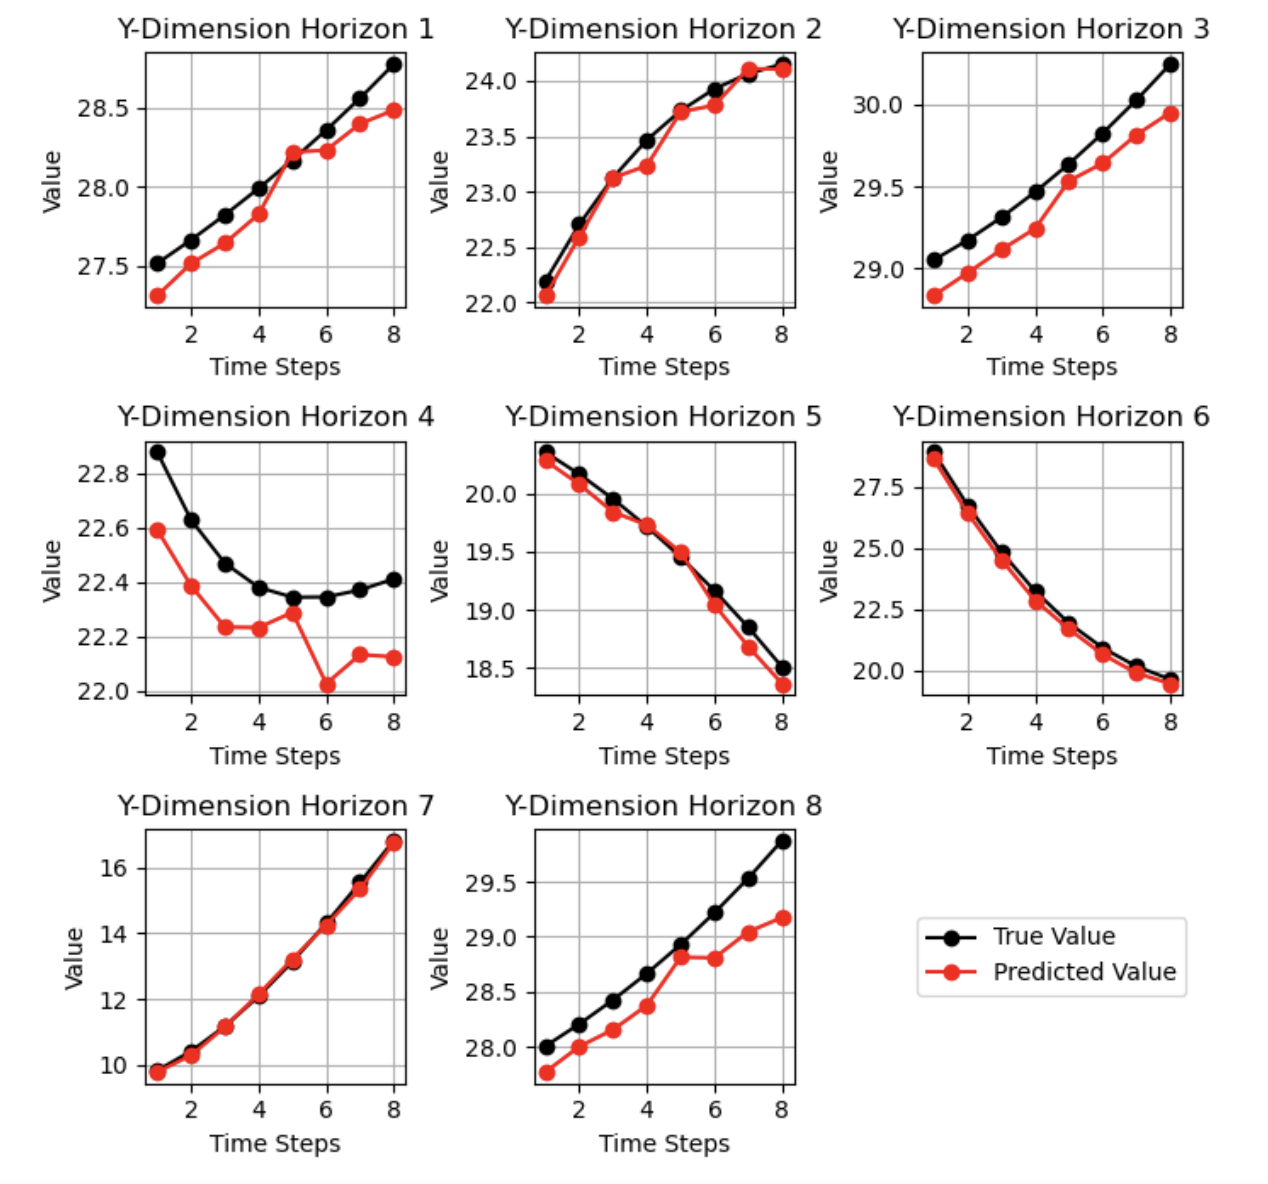 Y-Dimension Horizon 1
Y-Dimension Horizon 2
Y-Dimension Horizon 3
Value
28.5
28.0
27.5
2 4 6 8
Time Steps
Value
24.0
23.5
23.0
22.5
22.0
2 4 6 8
Time Steps
Value
30.0
29.5
29.0
2 4 6 8
Time Steps
Y-Dimension Horizon 4
Y-Dimension Horizon 5
Y-Dimension Horizon 6
Value
22.8
22.6
22.4
22.2
22.0
2 4 6 8
Time Steps
Value
20.0
19.5
19.0
18.5
2 4 6 8
Time Steps
Value
27.5
25.0
22.5
20.0
2 4 6 8
Time Steps
Y-Dimension Horizon 7
Y-Dimension Horizon 8
Value
16
14
12
10
2 4 6 8
Time Steps
Value
29.5
29.0
28.5
28.0
2 4 6 8
Time Steps
True Value
Predicted Value